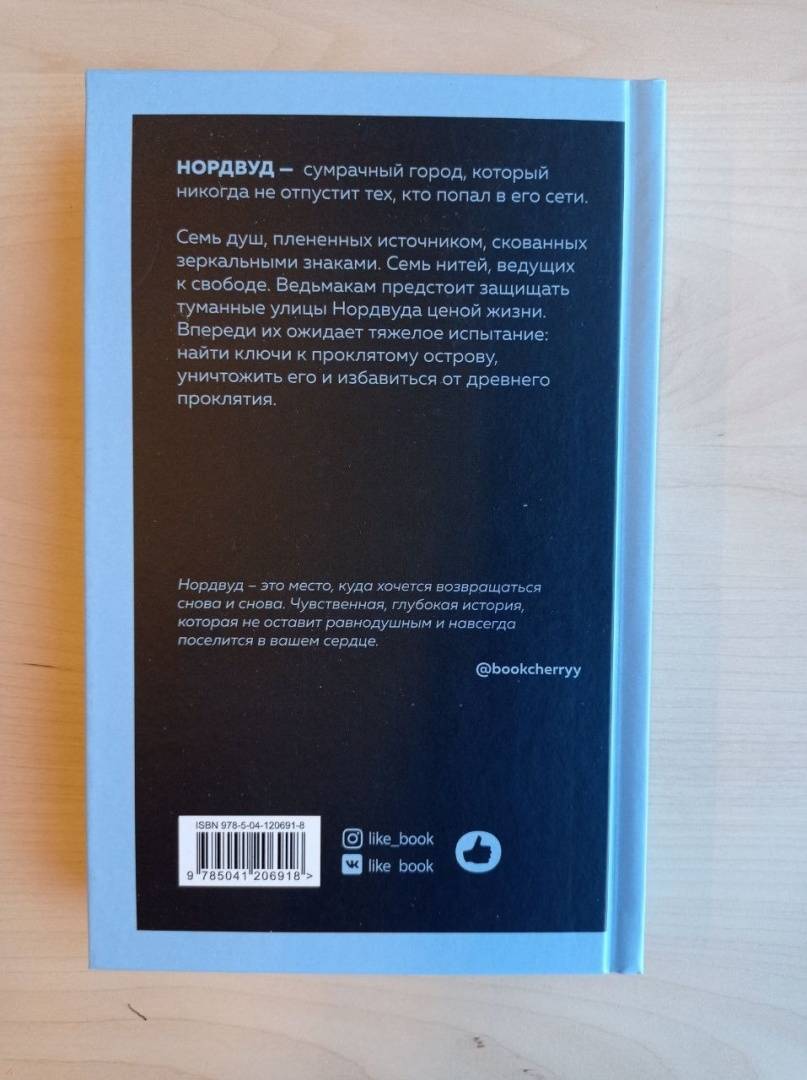 НОРДВУД — сумрачный город, который
никогда не отпустит тех, кто попал в его сети.
Семь душ, плененных источником, скованных
зеркальными знаками. Семь нитей, ведущих
к свободе. Ведьмакам предстоит защищать
туманные улицы Нордвуда ценой жизни.
Впереди их ожидает тяжелое испытание:
найти ключи к проклятому острову,
уничтожить его и избавиться от древнего
проклятия.
Нордвуд – это место, куда хочется возвращаться
снова и снова. Чувственная, глубокая история,
которая не оставит равнодушным и навсегда
поселится в вашем сердце.
@bookcherryy
ISBN 978-5-04-120691-8
9 785041 206918 >
like_book
like book